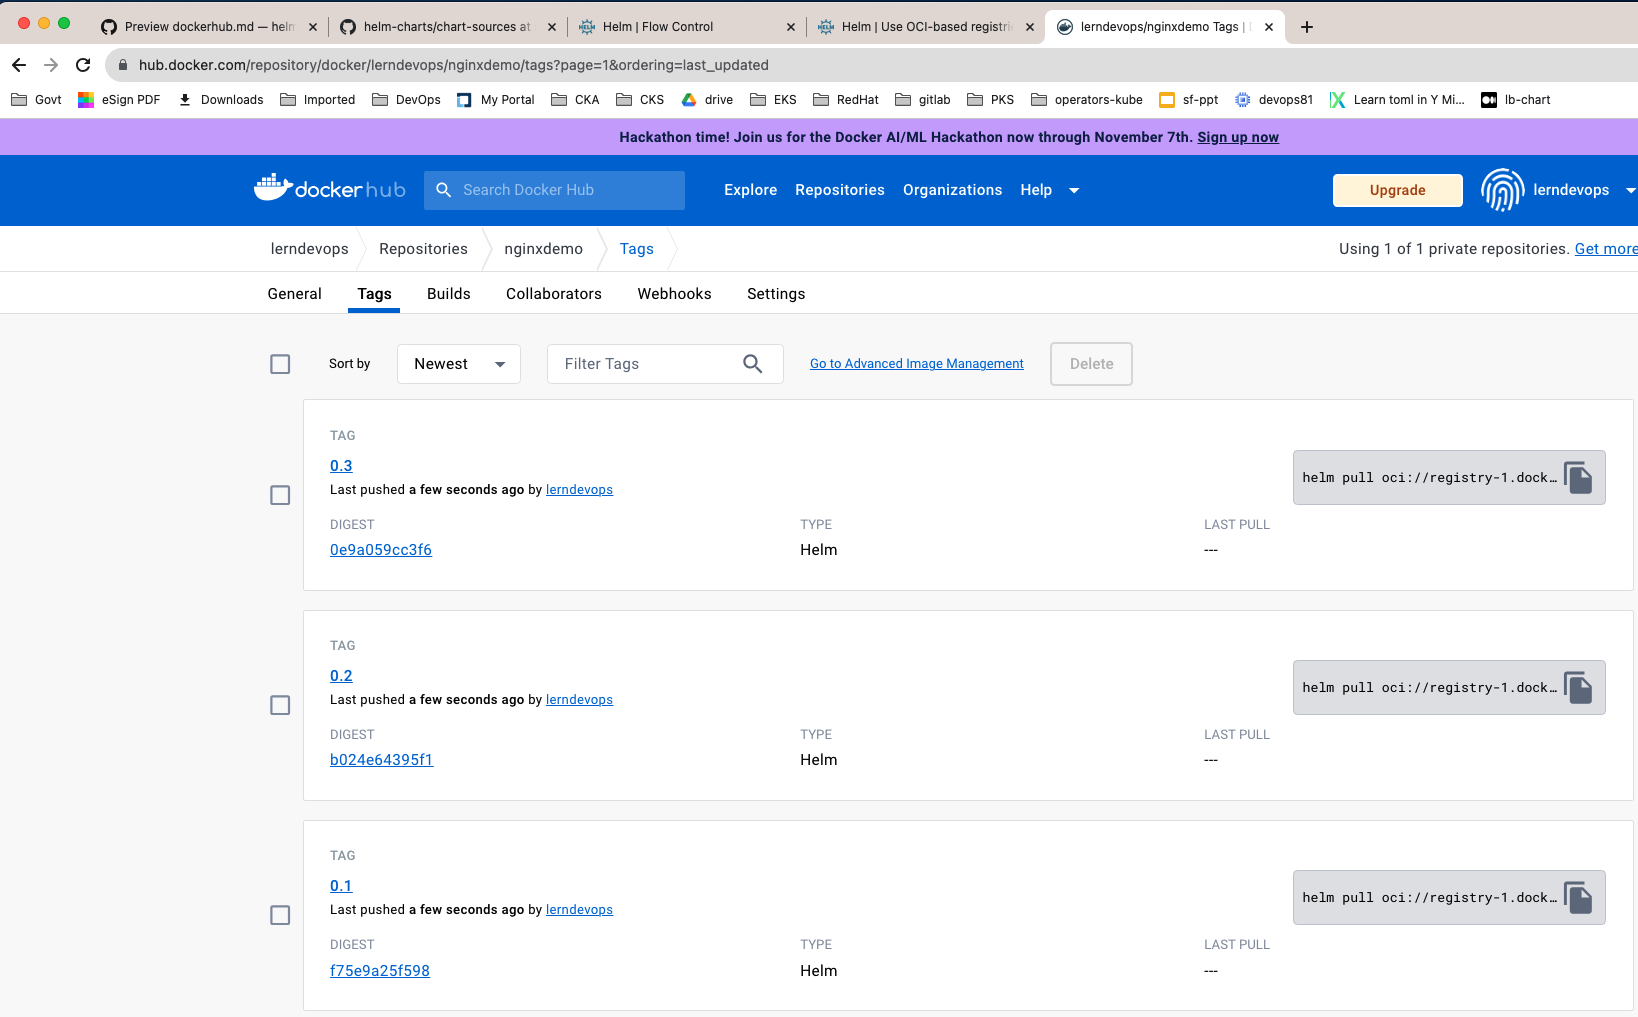 Preview dockerhub.md — helm
helm-charts/chart-sources at
Helm | Flow Control
Helm | Use OCI-based registri
lerndevops/nginxdemo Tags |
hub.docker.com/repository/docker/lerndevops/nginxdemo/tags?page=1&ordering=last_updated
Govt eSign PDF Downloads Imported DevOps My Portal CKA CKS drive EKS RedHat gitlab PKS operators-kube sf-ppt devops81 Learn toml in Y Mi... lb-chart
Hackathon time! Join us for the Docker AI/ML Hackathon now through November 7th. Sign up now
dockerhub Search Docker Hub Explore Repositories Organizations Help Upgrade lerndevops
lerndevops Repositories nginxdemo Tags Using 1 of 1 private repositories. Get more
General Tags Builds Collaborators Webhooks Settings
Sort by Newest Filter Tags Go to Advanced Image Management Delete
TAG
0.3
helm pull oci://registry-1.dock…
Last pushed a few seconds ago by lerndevops
DIGEST TYPE LAST PULL
0e9a059cc3f6 Helm ---
TAG
0.2
helm pull oci://registry-1.dock…
Last pushed a few seconds ago by lerndevops
DIGEST TYPE LAST PULL
b024e64395f1 Helm ---
TAG
0.1
helm pull oci://registry-1.dock…
Last pushed a few seconds ago by lerndevops
DIGEST TYPE LAST PULL
f75e9a25f598 Helm ---